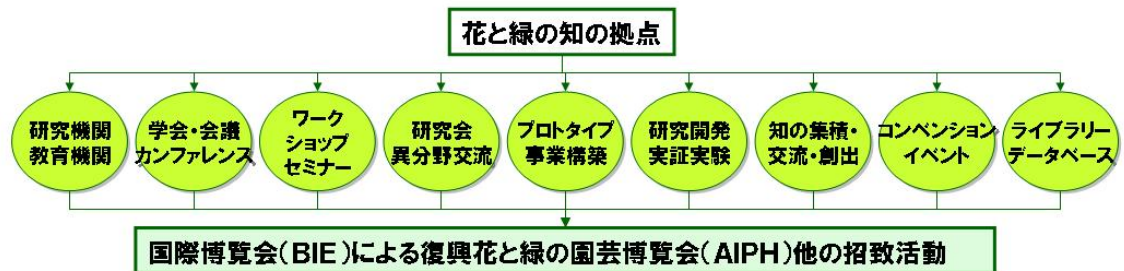 花と緑の知の拠点
研究機関
教育機関
学会・会議
カンファレンス
ワーク
ショップ
セミナー
研究会
異分野交流
プロトタイプ
事業構築
研究開発
実証実験
知の集積・
交流・創出
コンベンション
イベント
ライブラリー
データベース
国際博覧会(BIE)による復興花と緑の園芸博覧会(AIPH)他の招致活動